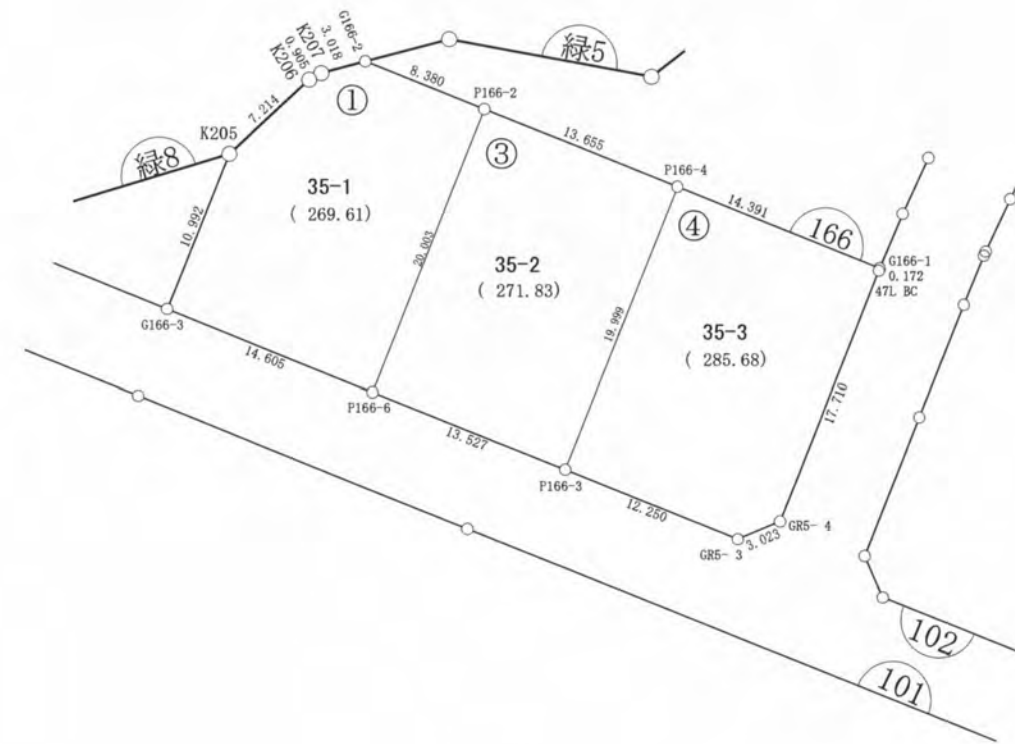 緑5
G166-2
3.018
K207
0.905
K206
①
8.380
P166-2
7.214
K205
緑8
③
13.655
P166-4
35-1
( 269.61)
10.992
④
14.391
166
20.003
35-2
( 271.83)
G166-1
0.172
47L BC
19.999
35-3
( 285.68)
G166-3
14.605
17.710
P166-6
13.527
P166-3
12.250
GR5- 4
3.023
GR5- 3
102
101